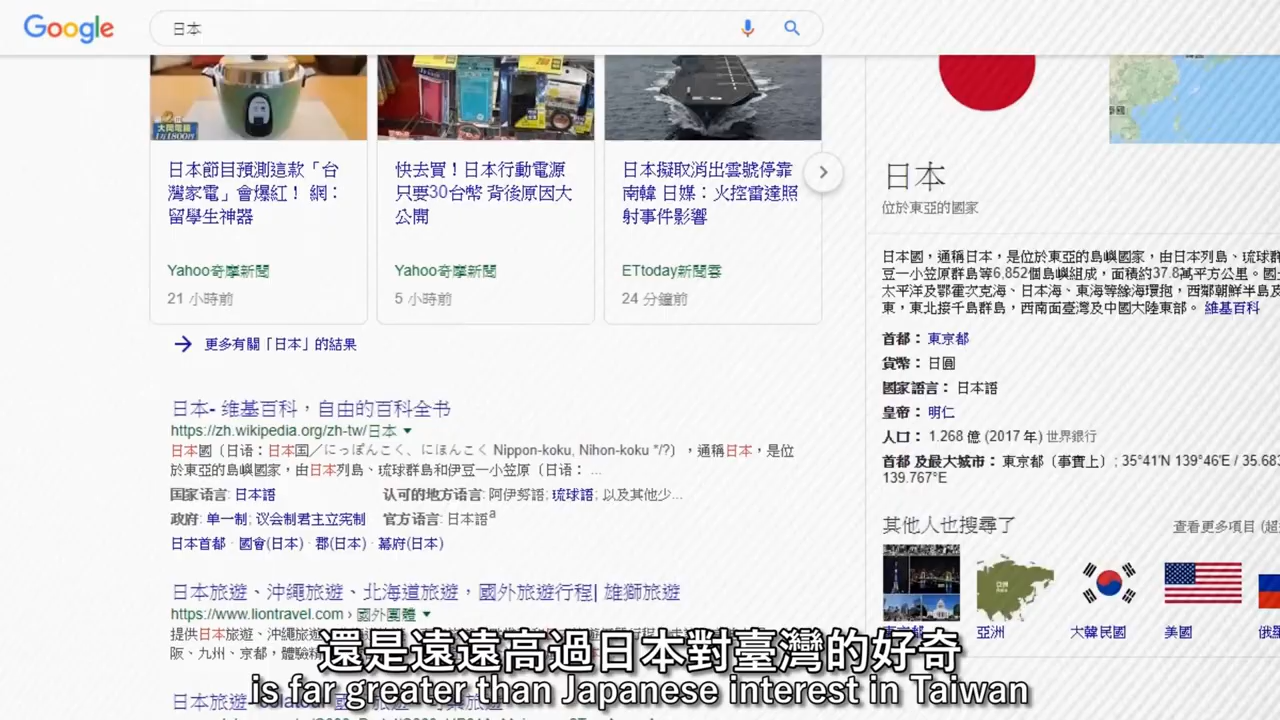 Google
日本
大同電鍋
1台1800円
日本節目預測這款「台
灣家電」會爆紅！ 網：
留學生神器
Yahoo奇摩新聞
21 小時前
快去買！日本行動電源
只要30台幣 背後原因大
公開
Yahoo奇摩新聞
5 小時前
日本擬取消出雲號停靠
南韓 日媒：火控雷達照
射事件影響
ETtoday新聞雲
24 分鐘前
更多有關「日本」的結果
日本- 维基百科，自由的百科全书
https://zh.wikipedia.org/zh-tw/日本
日本國（日语：日本国／にっぽんこく、にほんこく Nippon-koku, Nihon-koku */?），通稱日本，是位
於東亞的島嶼國家，由日本列島、琉球群島和伊豆－小笠原（日语： ...
国家语言: 日本語
认可的地方语言: 阿伊努語; 琉球語; 以及其他少...
政府: 单一制; 议会制君主立宪制
官方语言: 日本語a
日本首都 · 國會(日本) · 郡(日本) · 幕府(日本)
日本旅遊、沖繩旅遊、北海道旅遊，國外旅遊行程| 雄獅旅遊
https://www.liontravel.com › 國外團體
提供日本旅遊、沖繩旅遊
阪、九州、京都，體驗精
日本旅遊
日本
位於東亞的國家
日本國，通稱日本，是位於東亞的島嶼國家，由日本列島、琉球群
豆－小笠原群島等6,852個島嶼組成，面積約37.8萬平方公里。國土
太平洋及鄂霍次克海、日本海、東海等緣海環抱，西鄰朝鮮半島及
東，東北接千島群島，西南面臺灣及中國大陸東部。 維基百科
首都： 東京都
貨幣： 日圓
國家語言： 日本語
皇帝： 明仁
人口： 1.268 億 (2017 年) 世界銀行
首都 及最大城市： 東京都（事實上）; 35°41′N 139°46′E / 35.683
139.767°E
其他人也搜尋了
查看更多項目 (超
東京都
亞洲
大韓民國
美國
俄羅
還是遠遠高過日本對臺灣的好奇
is far greater than Japanese interest in Taiwan